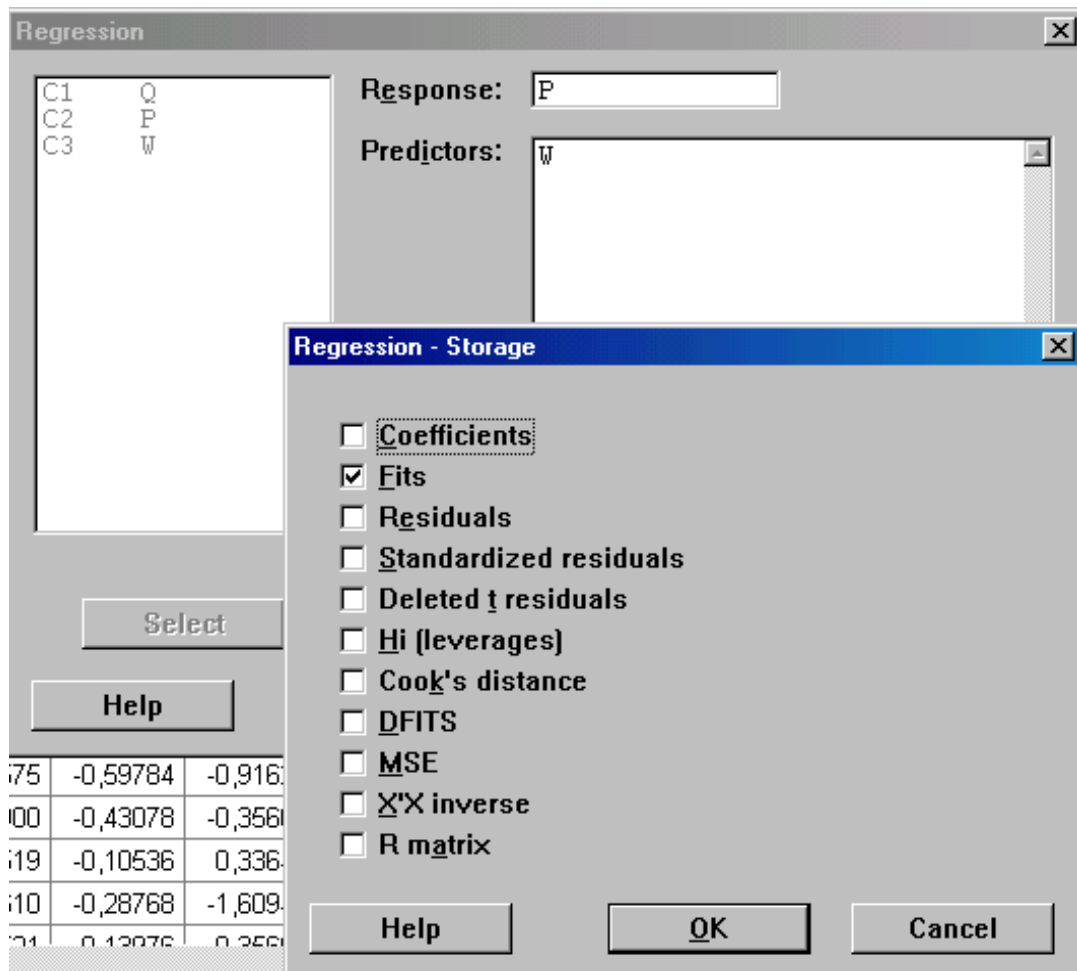 Regression
C1 Q
C2 P
C3 W
Response: P
Predictors: W
Select
Help
Regression - Storage
Coefficients
Fits
Residuals
Standardized residuals
Deleted t residuals
Hi (leverages)
Cook's distance
DFITS
MSE
X'X inverse
R matrix
Help OK Cancel
-0,59784
-0,43078
-0,10536
-0,28768